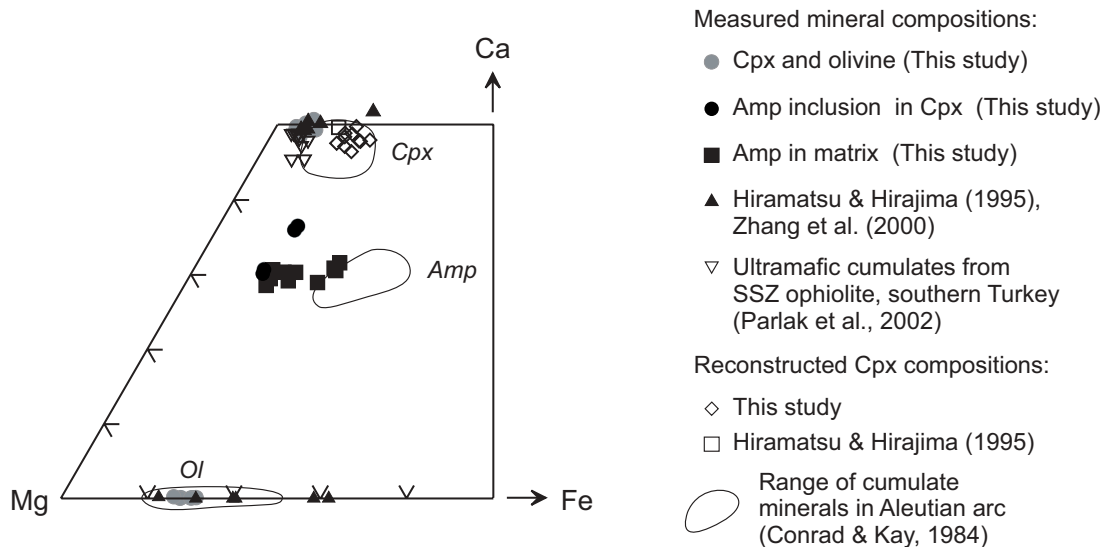 Ca
Cpx
Amp
Ol
Mg
Fe
Measured mineral compositions:
Cpx and olivine (This study)
Amp inclusion in Cpx (This study)
Amp in matrix (This study)
Hiramatsu & Hirajima (1995),
Zhang et al. (2000)
Ultramafic cumulates from
SSZ ophiolite, southern Turkey
(Parlak et al., 2002)
Reconstructed Cpx compositions:
This study
Hiramatsu & Hirajima (1995)
Range of cumulate
minerals in Aleutian arc
(Conrad & Kay, 1984)